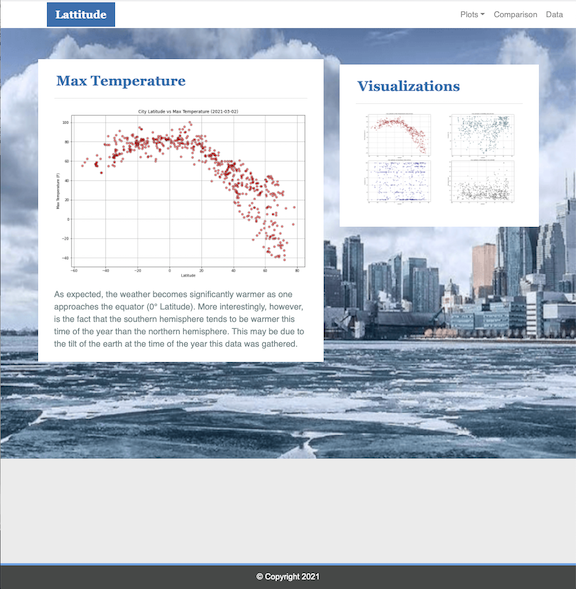 Lattitude
Plots
Comparison
Data
Max Temperature
City Latitude vs Max Temperature (2021-03-02)
100
80
60
40
20
0
−20
−40
Max Temperature (F)
−60
−40
−20
0
20
40
60
80
Latitude
As expected, the weather becomes significantly warmer as one
approaches the equator (0° Latitude). More interestingly, however,
is the fact that the southern hemisphere tends to be warmer this
time of the year than the northern hemisphere. This may be due to
the tilt of the earth at the time of the year this data was gathered.
Visualizations
© Copyright 2021